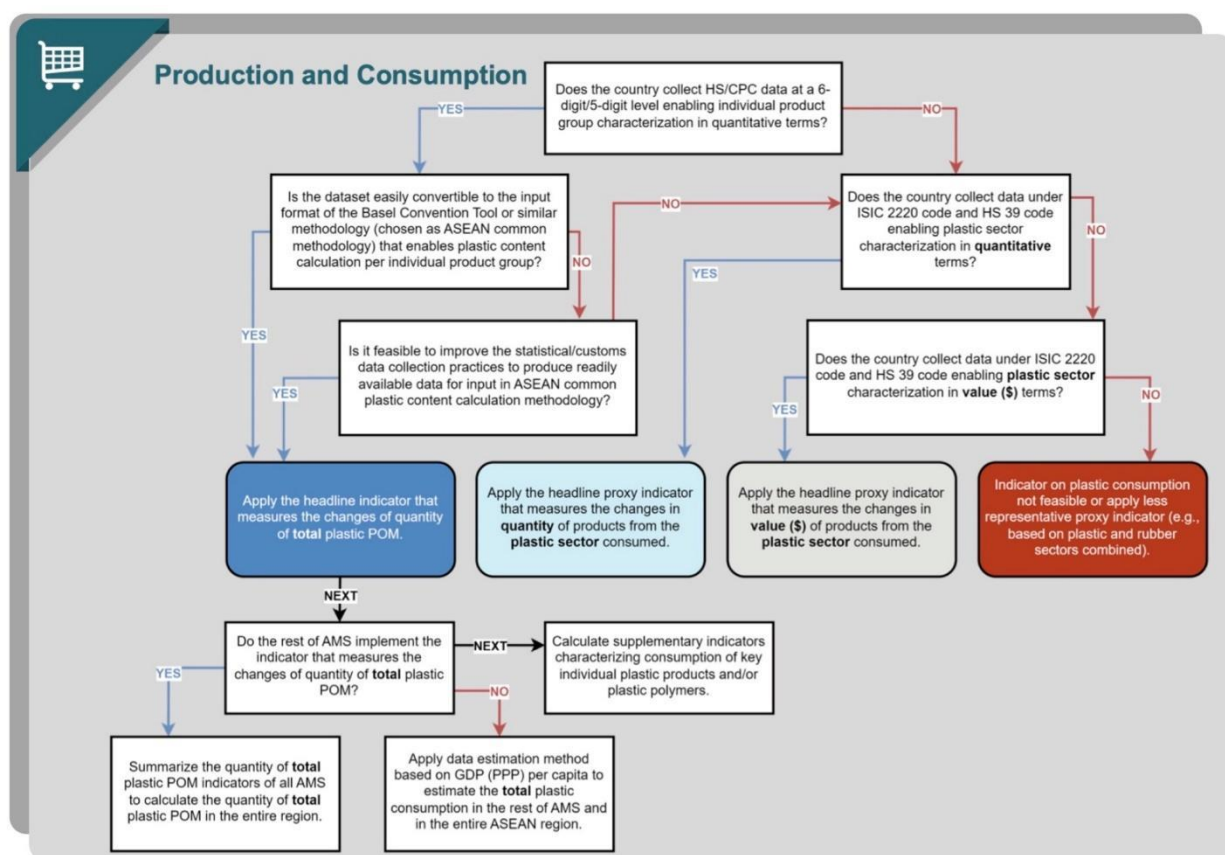 Production and Consumption
Does the country collect HS/CPC data at a 6-
digit/5-digit level enabling individual product
group characterization in quantitative terms?
YES
NO
Is the dataset easily convertible to the input
format of the Basel Convention Tool or similar
methodology (chosen as ASEAN common
methodology) that enables plastic content
calculation per individual product group?
NO
Does the country collect data under
ISIC 2220 code and HS 39 code
enabling plastic sector
characterization in quantitative
terms?
NO
NO
YES
YES
Is it feasible to improve the statistical/customs
data collection practices to produce readily
available data for input in ASEAN common
plastic content calculation methodology?
YES
Does the country collect data under ISIC 2220
code and HS 39 code enabling plastic sector
characterization in value ($) terms?
YES
NO
Apply the headline indicator that
measures the changes of quantity
of total plastic POM.
Apply the headline proxy indicator
that measures the changes in
quantity of products from the
plastic sector consumed.
Apply the headline proxy indicator
that measures the changes in
value ($) of products from the
plastic sector consumed.
Indicator on plastic consumption
not feasible or apply less
representative proxy indicator (e.g.,
based on plastic and rubber
sectors combined).
NEXT
Do the rest of AMS implement the
indicator that measures the
changes of quantity of total plastic
POM?
NEXT
Calculate supplementary indicators
characterizing consumption of key
individual plastic products and/or
plastic polymers.
YES
NO
Summarize the quantity of total
plastic POM indicators of all AMS
to calculate the quantity of total
plastic POM in the entire region.
Apply data estimation method
based on GDP (PPP) per capita to
estimate the total plastic
consumption in the rest of AMS and
in the entire ASEAN region.